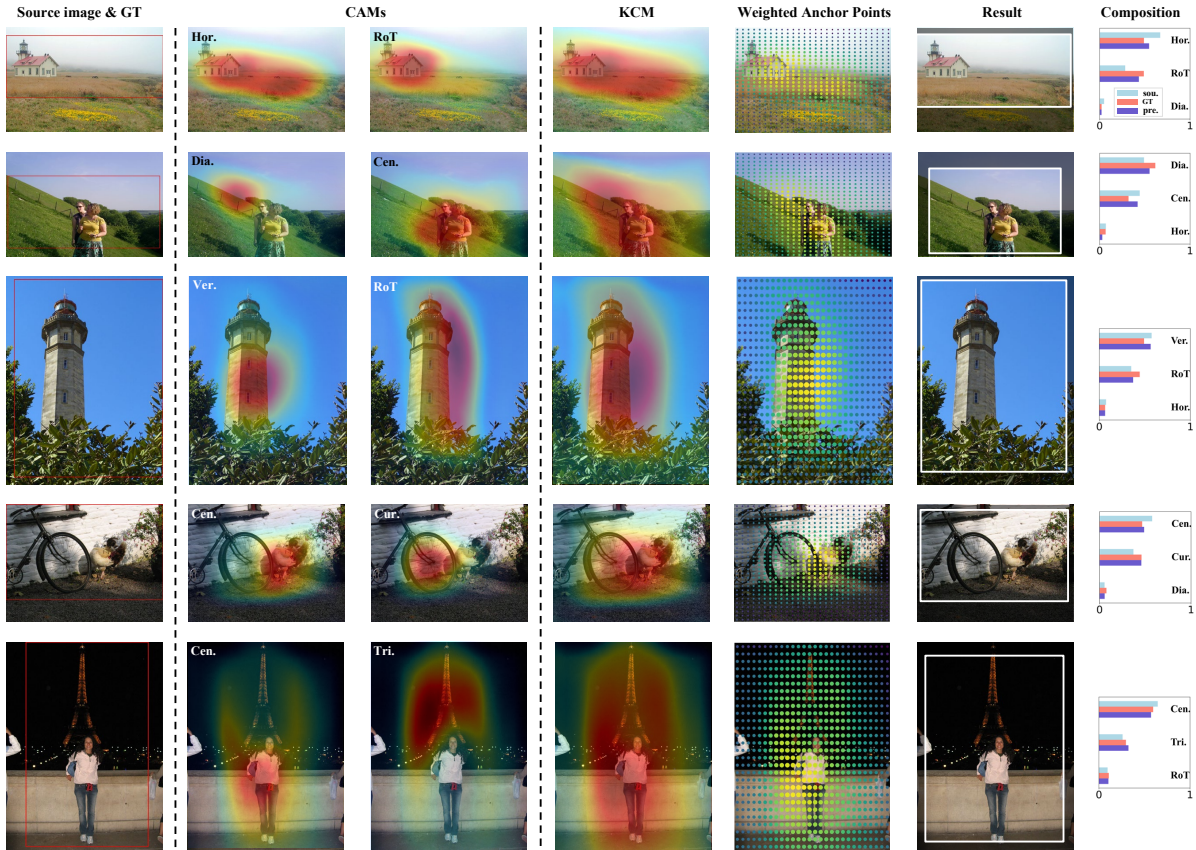 Source image & GT CAMs KCM Weighted Anchor Points Result Composition
Hor. RoT
Hor.
RoT
sou.
GT
pre.
Dia.
0 1
Dia. Cen.
Dia.
Cen.
Hor.
0 1
Ver. RoT
Ver.
RoT
Hor.
0 1
Cen. Cur.
Cen.
Cur.
Dia.
0 1
Cen. Tri.
Cen.
Tri.
RoT
0 1